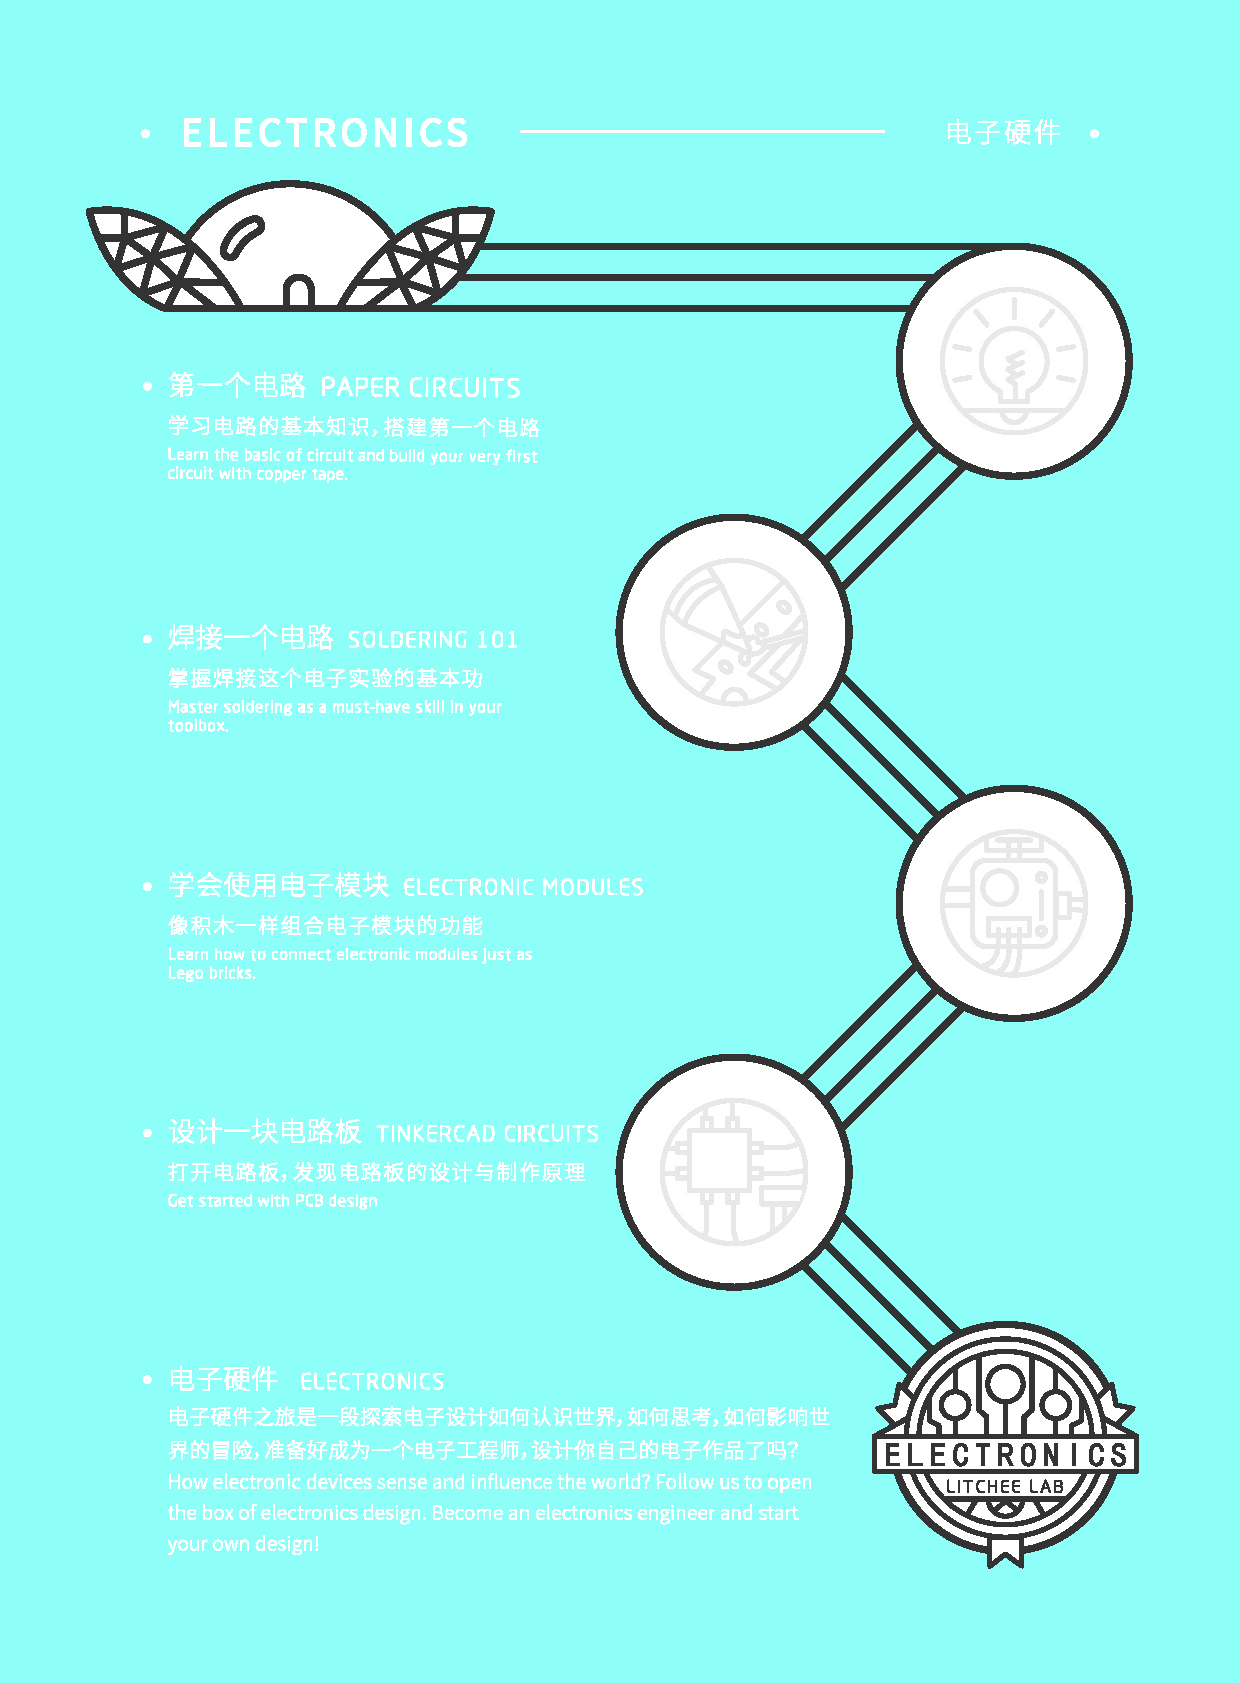 ELECTRONICS 电子硬件
第一个电路 PAPER CIRCUITS
学习电路的基本知识,搭建第一个电路
Learn the basic of circuit and build your very first
circuit with copper tape.
焊接一个电路 SOLDERING 101
掌握焊接这个电子实验的基本功
Master soldering as a must-have skill in your
toolbox.
学会使用电子模块 ELECTRONIC MODULES
像积木一样组合电子模块的功能
Learn how to connect electronic modules just as
Lego bricks.
设计一块电路板 TINKERCAD CIRCUITS
打开电路板,发现电路板的设计与制作原理
Get started with PCB design
电子硬件 ELECTRONICS
电子硬件之旅是一段探索电子设计如何认识世界,如何思考,如何影响世
界的冒险,准备好成为一个电子工程师,设计你自己的电子作品了吗?
How electronic devices sense and influence the world? Follow us to open
the box of electronics design. Become an electronics engineer and start
your own design!
ELECTRONICS
LITCHEE LAB